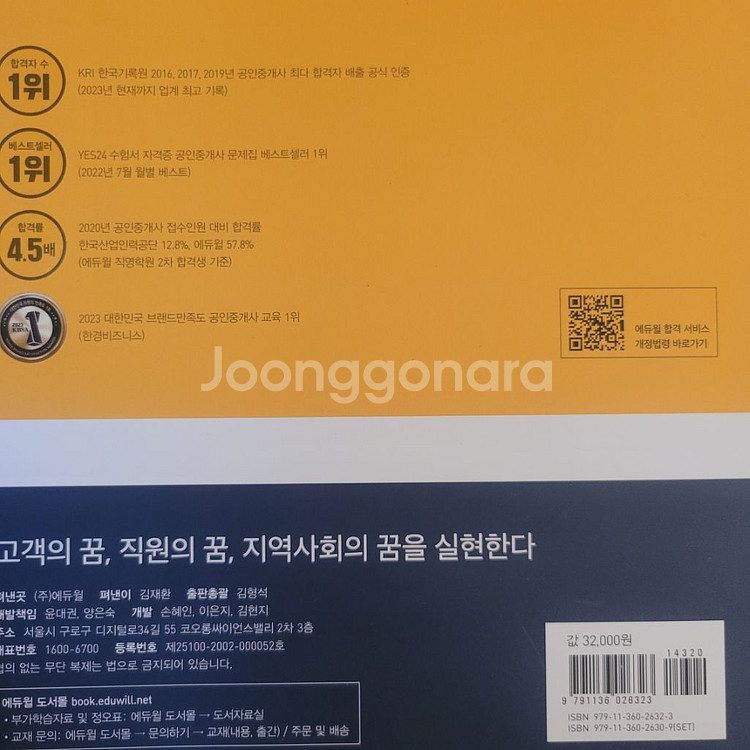 합격자 수
1위
KRI 한국기록원 2016, 2017, 2019년 공인중개사 최다 합격자 배출 공식 인증
(2023년 현재까지 업계 최고 기록)
베스트셀러
1위
YES24 수험서 자격증 공인중개사 문제집 베스트셀러 1위
(2022년 7월 월별 베스트)
합격률
4.5배
2020년 공인중개사 접수인원 대비 합격률
한국산업인력공단 12.8%, 에듀윌 57.8%
(에듀윌 직영학원 2차 합격생 기준)
2023 대한민국 브랜드만족도 공인중개사 교육 1위
(한경비즈니스)
에듀윌 합격 서비스
개정법령 바로가기
Joonggonara
고객의 꿈, 직원의 꿈, 지역사회의 꿈을 실현한다
펴낸곳 (주)에듀윌 펴낸이 김재환 출판총괄 김형석
개발책임 윤대권, 양은숙 개발 손혜인, 이은지, 김현지
주소 서울시 구로구 디지털로34길 55 코오롱싸이언스밸리 2차 3층
대표번호 1600-6700 등록번호 제25100-2002-000052호
협의 없는 무단 복제는 법으로 금지되어 있습니다.
에듀윌 도서몰 book.eduwill.net
• 부가학습자료 및 정오표: 에듀윌 도서몰 → 도서자료실
• 교재 문의: 에듀윌 도서몰 → 문의하기 → 교재(내용, 출간) / 주문 및 배송
값 32,000원
14320
9 791136 026323
ISBN 979-11-360-2632-3
ISBN 979-11-360-2630-9(SET)